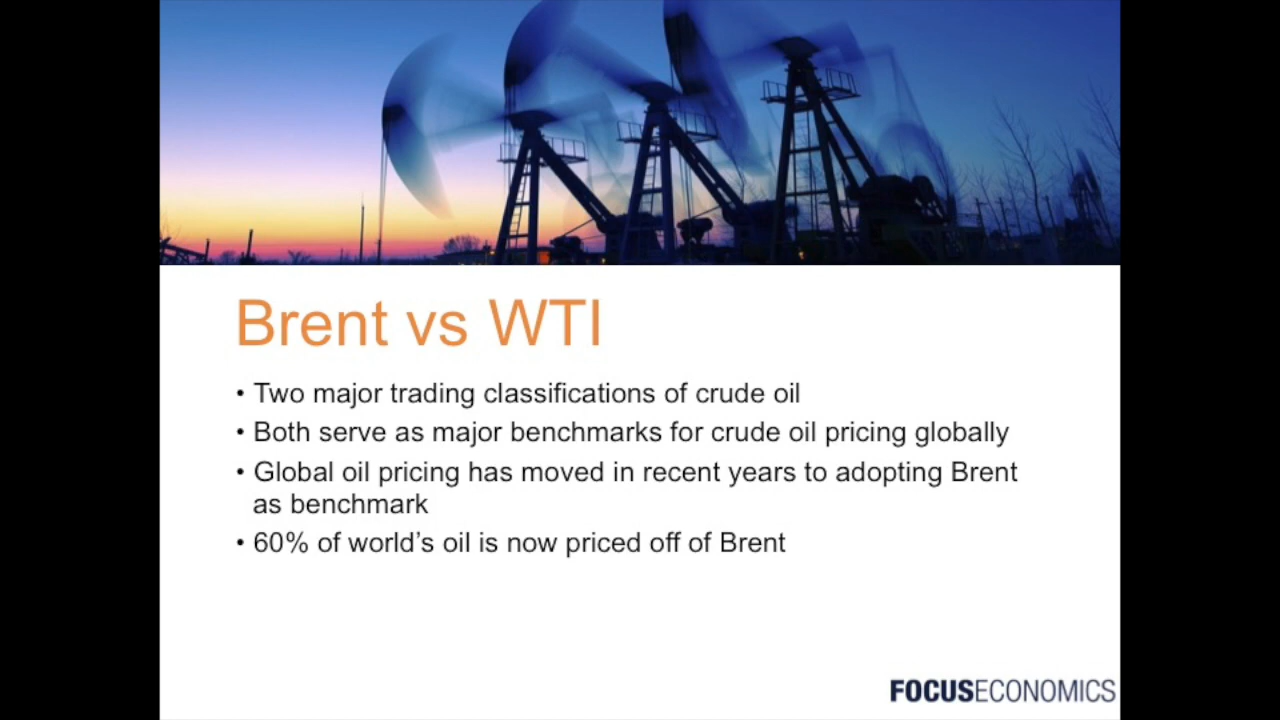 Brent vs WTI
• Two major trading classifications of crude oil
• Both serve as major benchmarks for crude oil pricing globally
• Global oil pricing has moved in recent years to adopting Brent
as benchmark
• 60% of world’s oil is now priced off of Brent
FOCUSECONOMICS